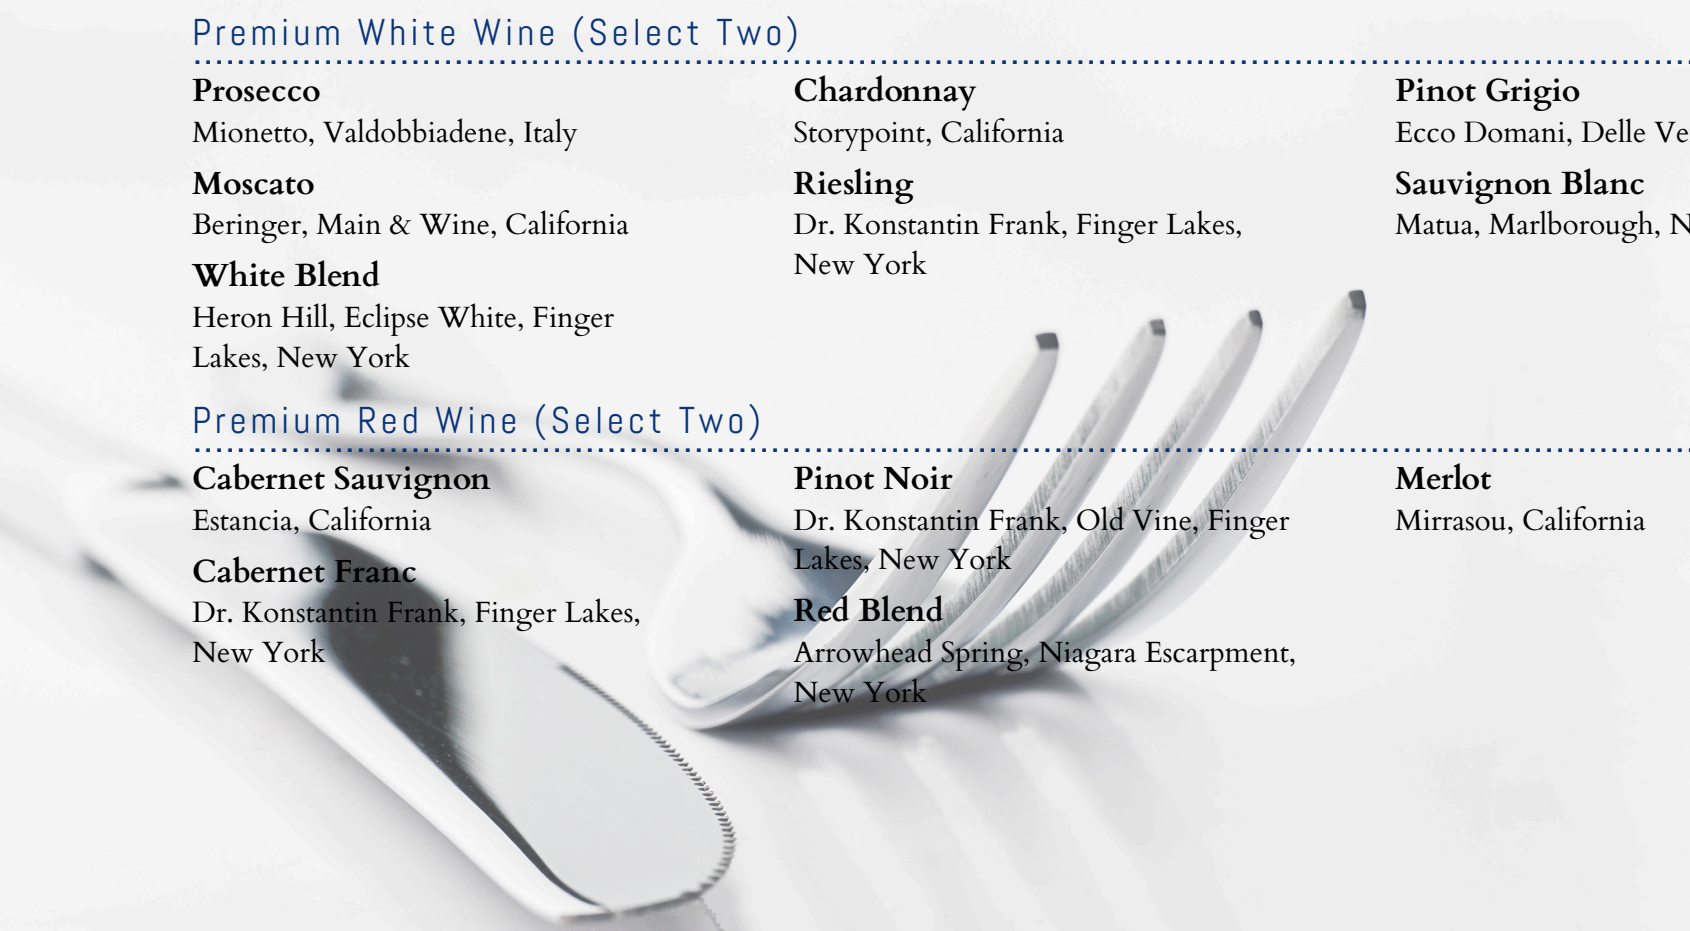 Premium White Wine (Select Two)
Prosecco
Mionetto, Valdobbiadene, Italy
Moscato
Beringer, Main & Wine, California
White Blend
Heron Hill, Eclipse White, Finger
Lakes, New York
Chardonnay
Storypoint, California
Riesling
Dr. Konstantin Frank, Finger Lakes,
New York
Pinot Grigio
Ecco Domani, Delle
Sauvignon Blanc
Matua, Marlborough,
Premium Red Wine (Select Two)
Cabernet Sauvignon
Estancia, California
Cabernet Franc
Dr. Konstantin Frank, Finger Lakes,
New York
Pinot Noir
Dr. Konstantin Frank, Old Vine, Finger
Lakes, New York
Red Blend
Arrowhead Spring, Niagara Escarpment,
New York
Merlot
Mirrasou, California